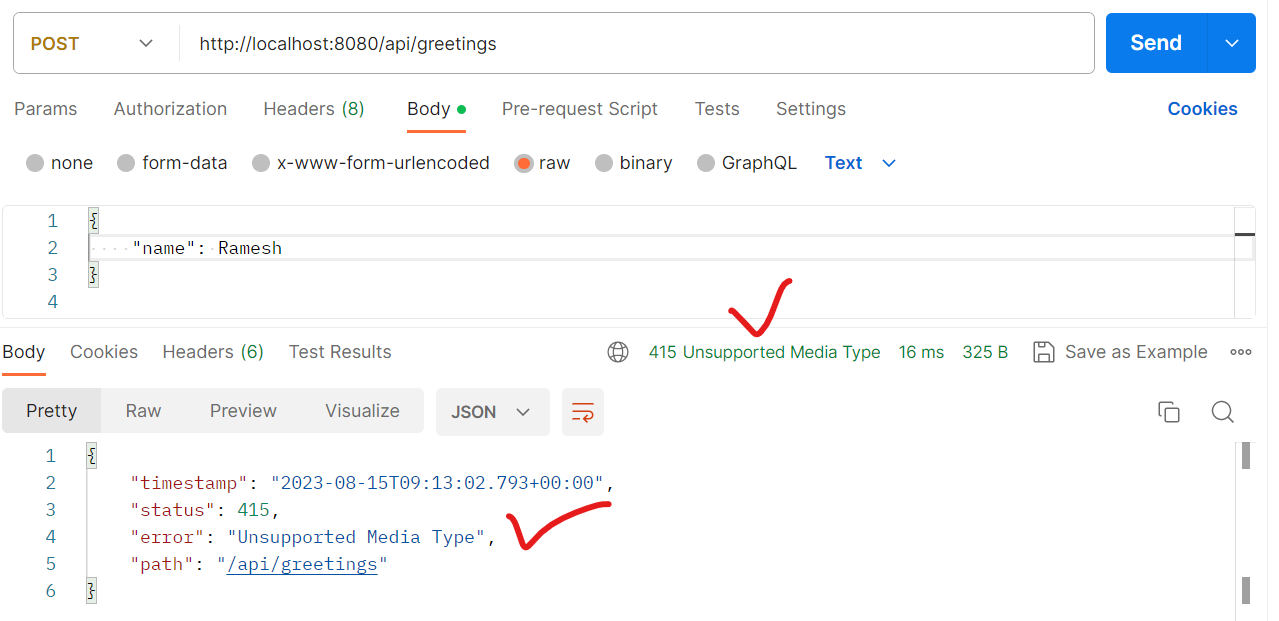 POST http://localhost:8080/api/greetings Send
Params Authorization Headers (8) Body Pre-request Script Tests Settings Cookies
none form-data x-www-form-urlencoded raw binary GraphQL Text
1 {
2 "name": Ramesh
3 }
4
Body Cookies Headers (6) Test Results 415 Unsupported Media Type 16 ms 325 B Save as Example
Pretty Raw Preview Visualize JSON
1 {
2 "timestamp": "2023-08-15T09:13:02.793+00:00",
3 "status": 415,
4 "error": "Unsupported Media Type",
5 "path": "/api/greetings"
6 }